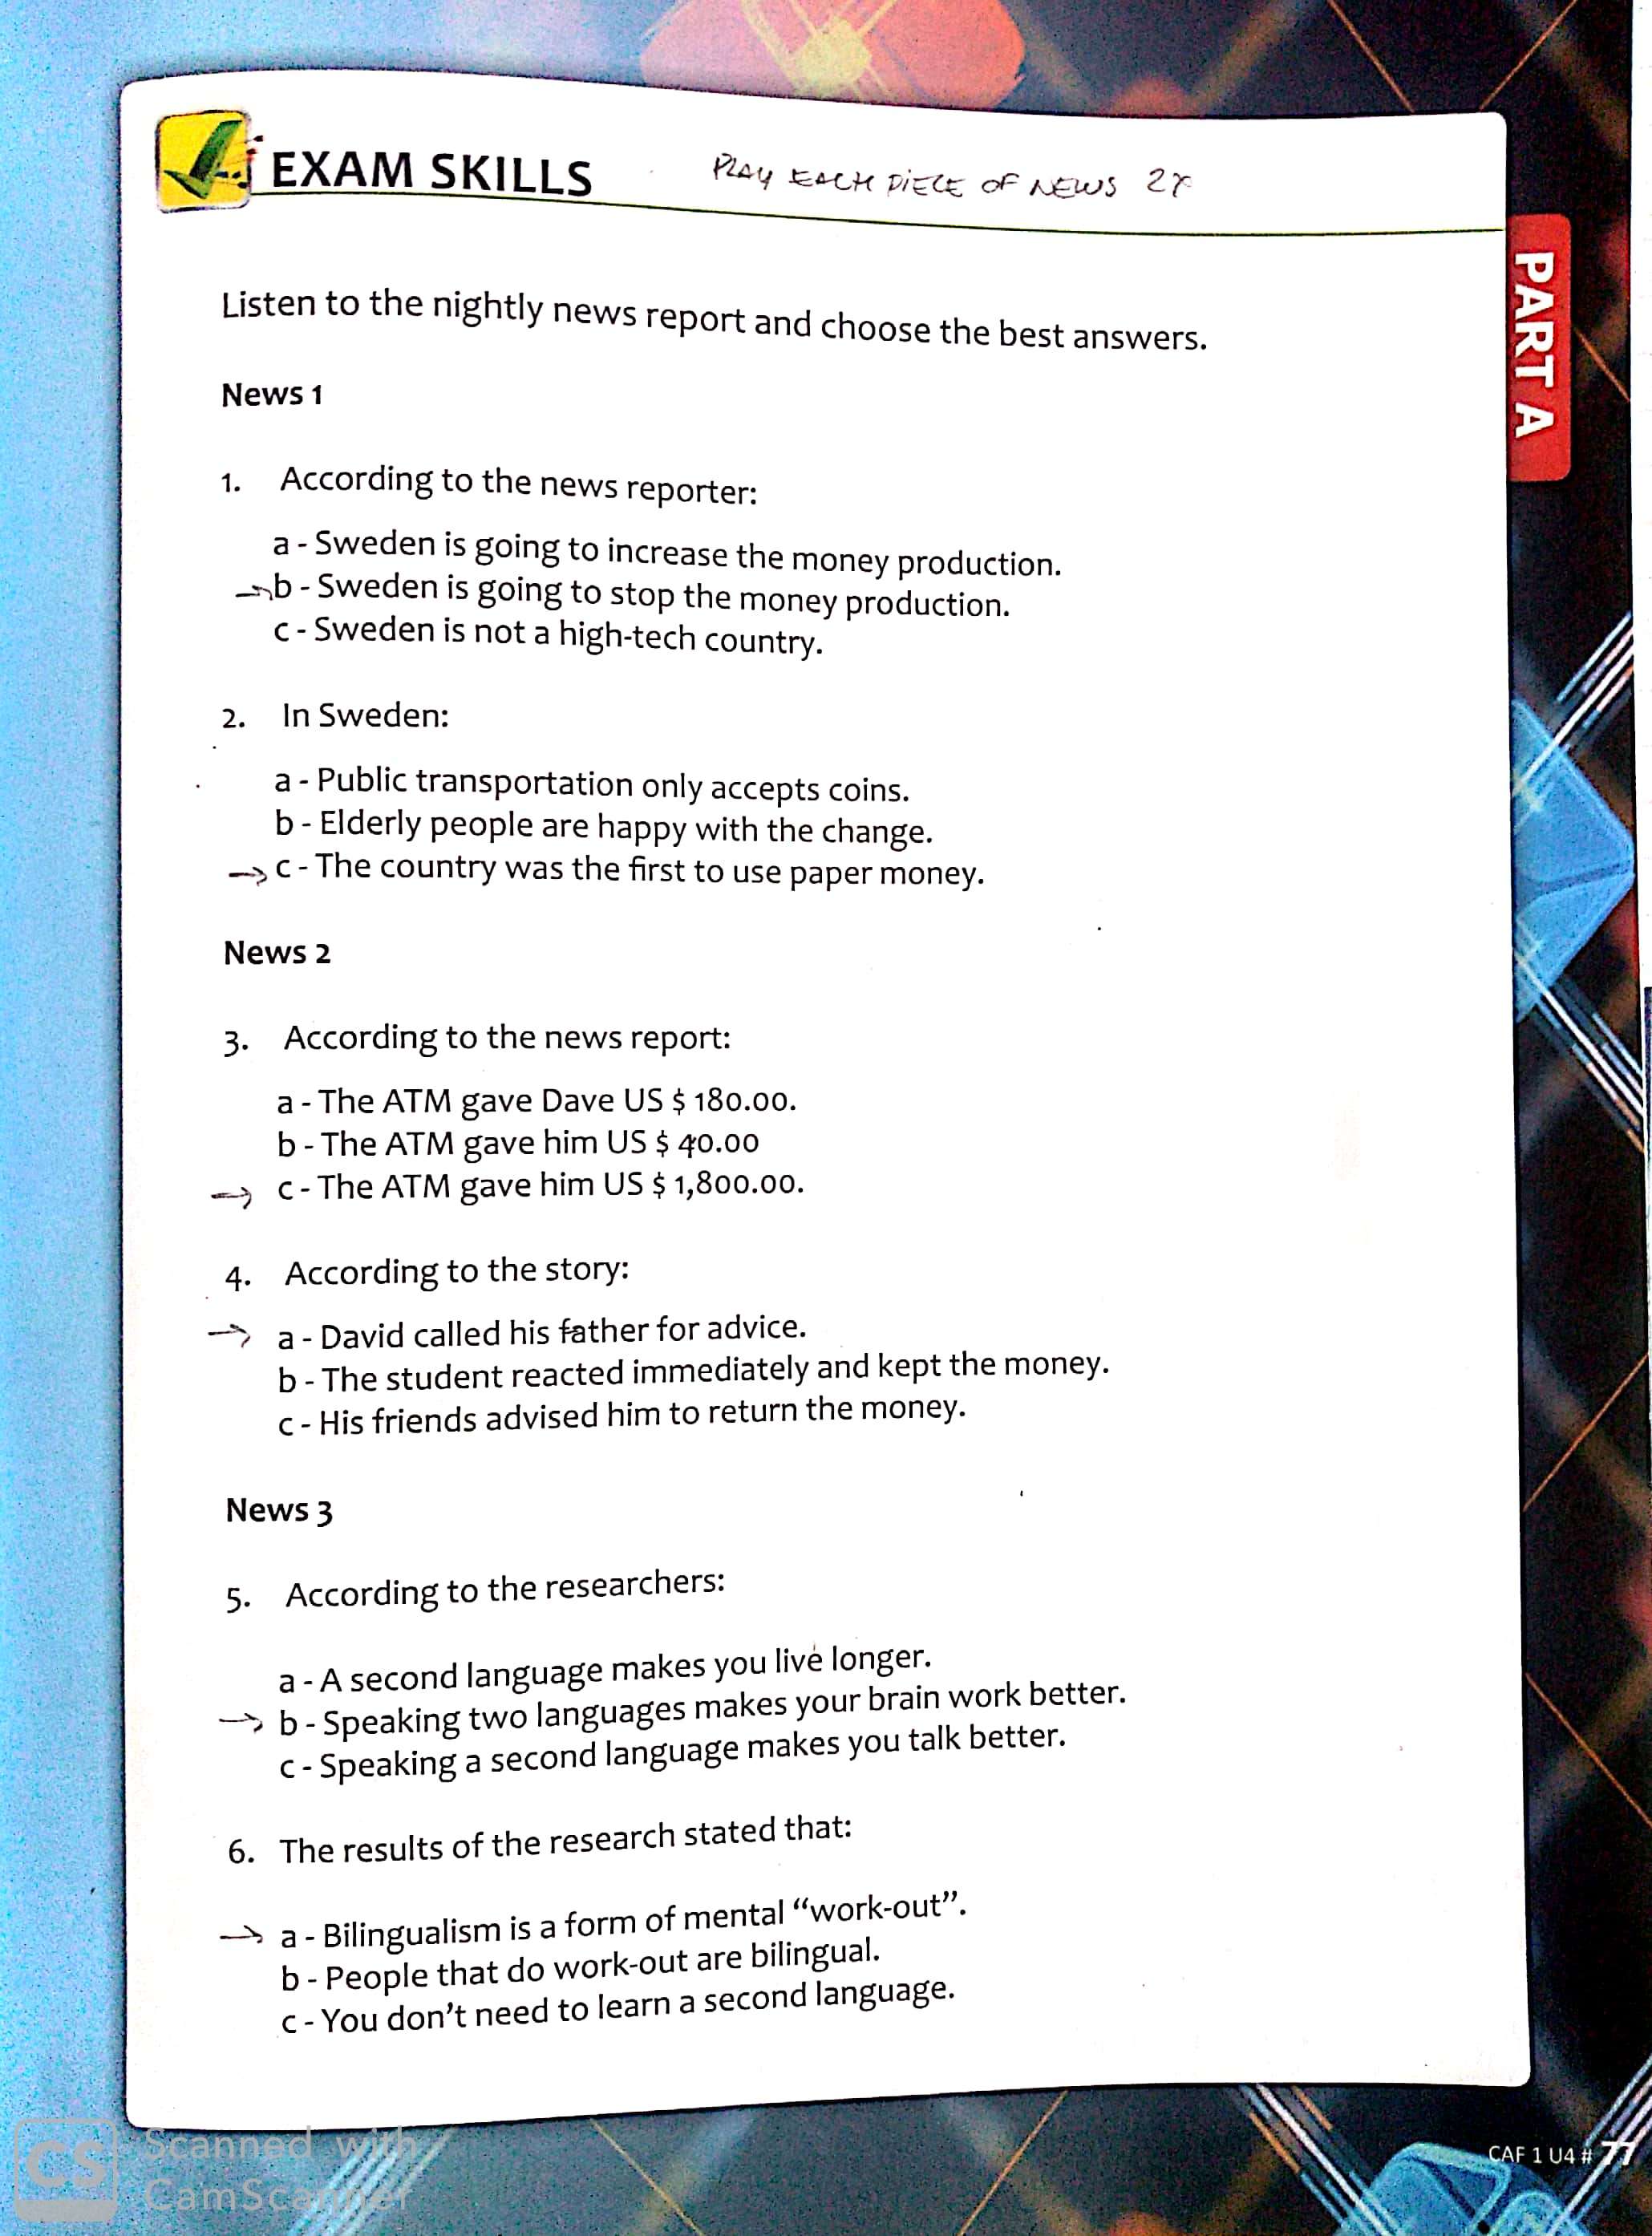 EXAM SKILLS
PLAY EACH PIECE OF NEWS 2X
PART A
Listen to the nightly news report and choose the best answers.
News 1
1. According to the news reporter:
a - Sweden is going to increase the money production.
b - Sweden is going to stop the money production.
c - Sweden is not a high-tech country.
2. In Sweden:
a - Public transportation only accepts coins.
b - Elderly people are happy with the change.
c - The country was the first to use paper money.
News 2
3. According to the news report:
a - The ATM gave Dave US $ 180.00.
b - The ATM gave him US $ 40.00
c - The ATM gave him US $ 1,800.00.
4. According to the story:
a - David called his father for advice.
b - The student reacted immediately and kept the money.
c - His friends advised him to return the money.
News 3
5. According to the researchers:
a - A second language makes you live longer.
b - Speaking two languages makes your brain work better.
c - Speaking a second language makes you talk better.
6. The results of the research stated that:
a - Bilingualism is a form of mental “work-out”.
b - People that do work-out are bilingual.
c - You don’t need to learn a second language.
CAF 1 U4 # 77
CS Scanned with
CamScanner